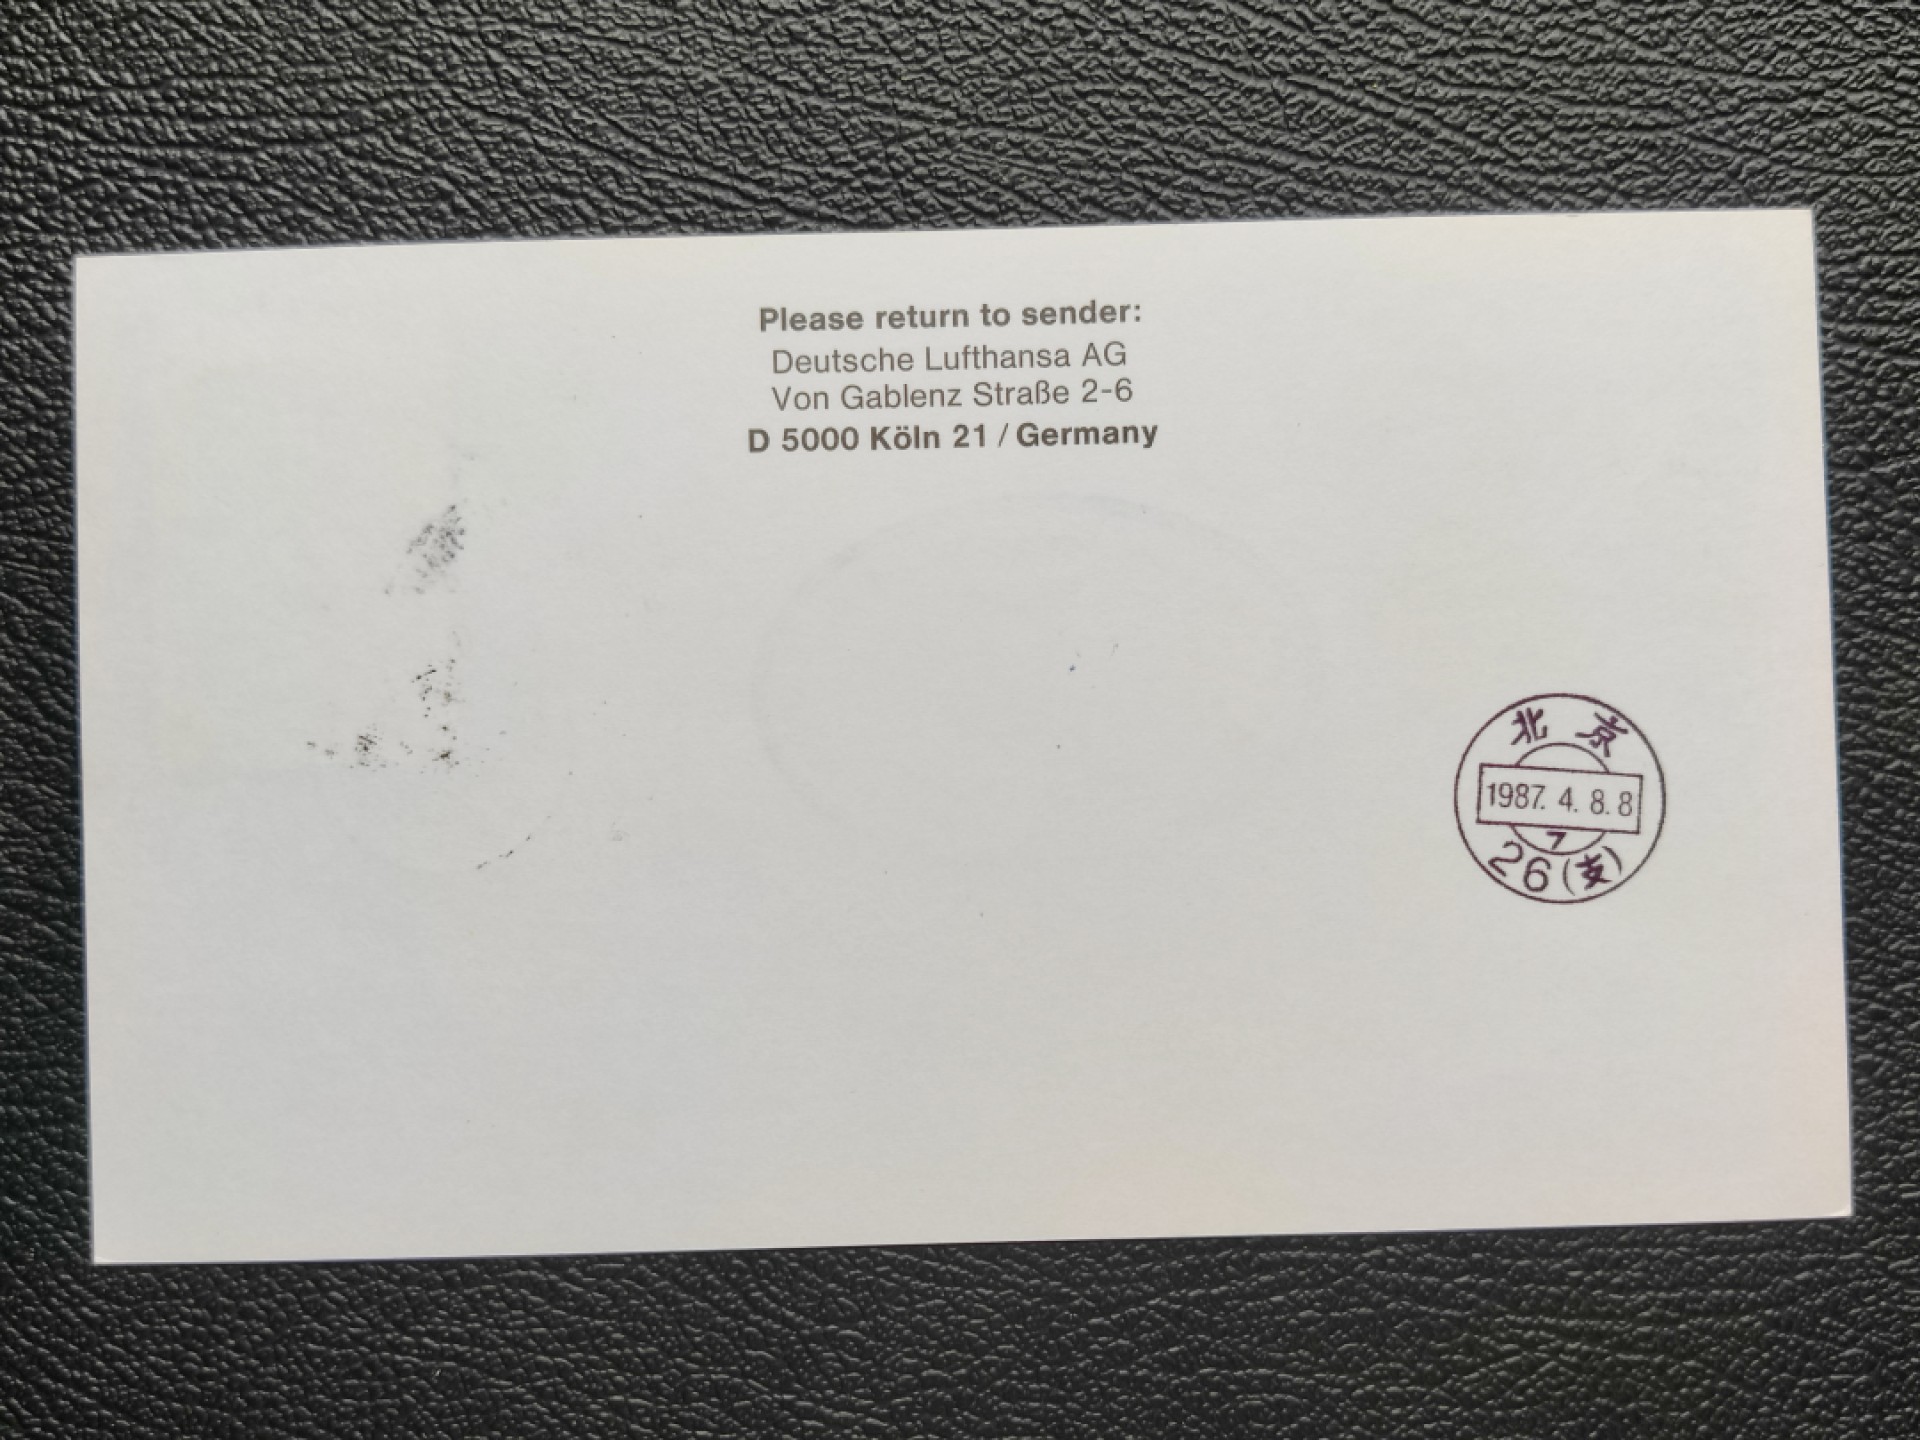 Please return to sender:
Deutsche Lufthansa AG
Von Gablenz Straße 2-6
D 5000 Köln 21 / Germany
北京
1987. 4. 8. 8
7
26(支)